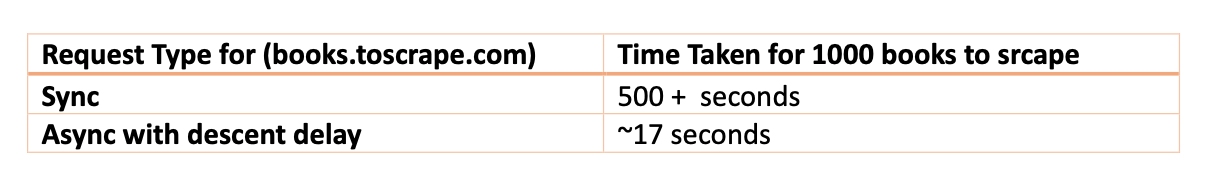 Request Type for (books.toscrape.com) Time Taken for 1000 books to srcape
Sync 500 + seconds
Async with descent delay ~17 seconds